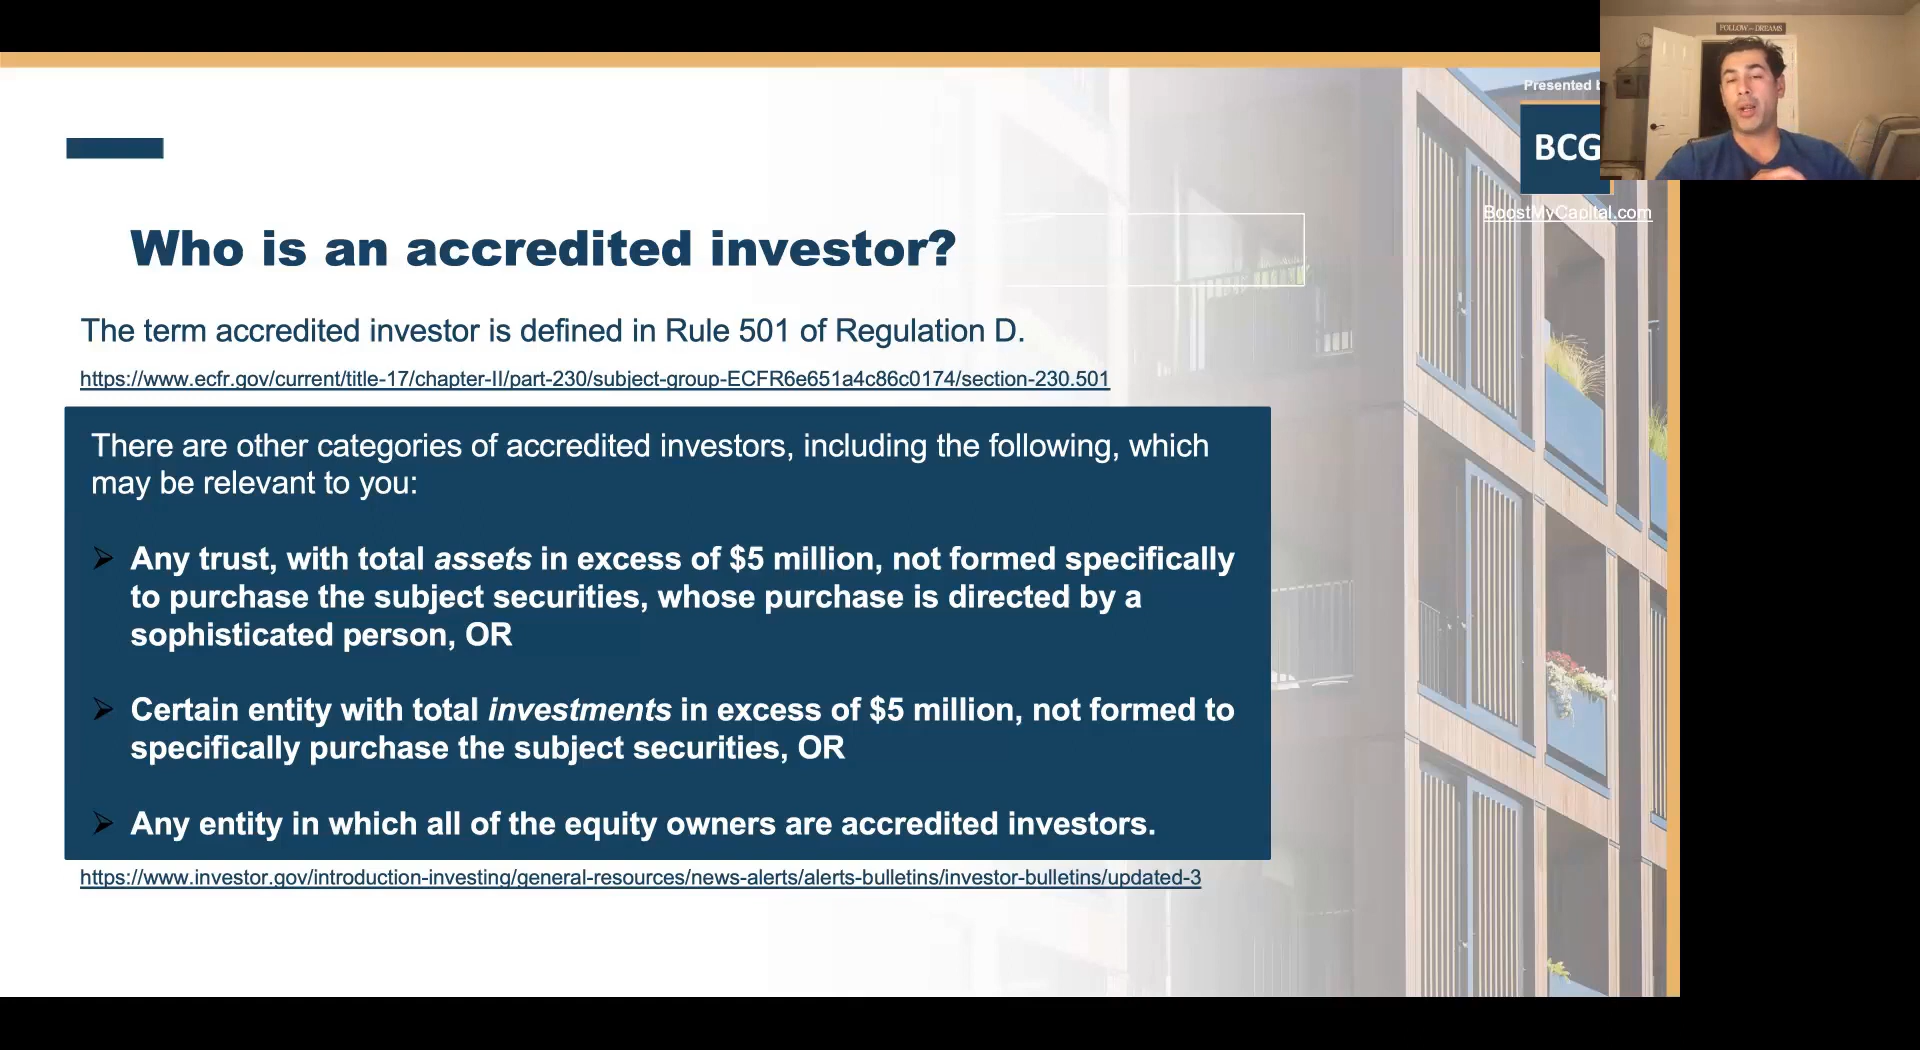 FOLLOW YOUR DREAMS
Presented
BCG
BoostMyCapital.com
Who is an accredited investor?
The term accredited investor is defined in Rule 501 of Regulation D.
https://www.ecfr.gov/current/title-17/chapter-II/part-230/subject-group-ECFR6e651a4c86c0174/section-230.501
There are other categories of accredited investors, including the following, which
may be relevant to you:
Any trust, with total assets in excess of $5 million, not formed specifically
to purchase the subject securities, whose purchase is directed by a
sophisticated person, OR
Certain entity with total investments in excess of $5 million, not formed to
specifically purchase the subject securities, OR
Any entity in which all of the equity owners are accredited investors.
https://www.investor.gov/introduction-investing/general-resources/news-alerts/alerts-bulletins/investor-bulletins/updated-3